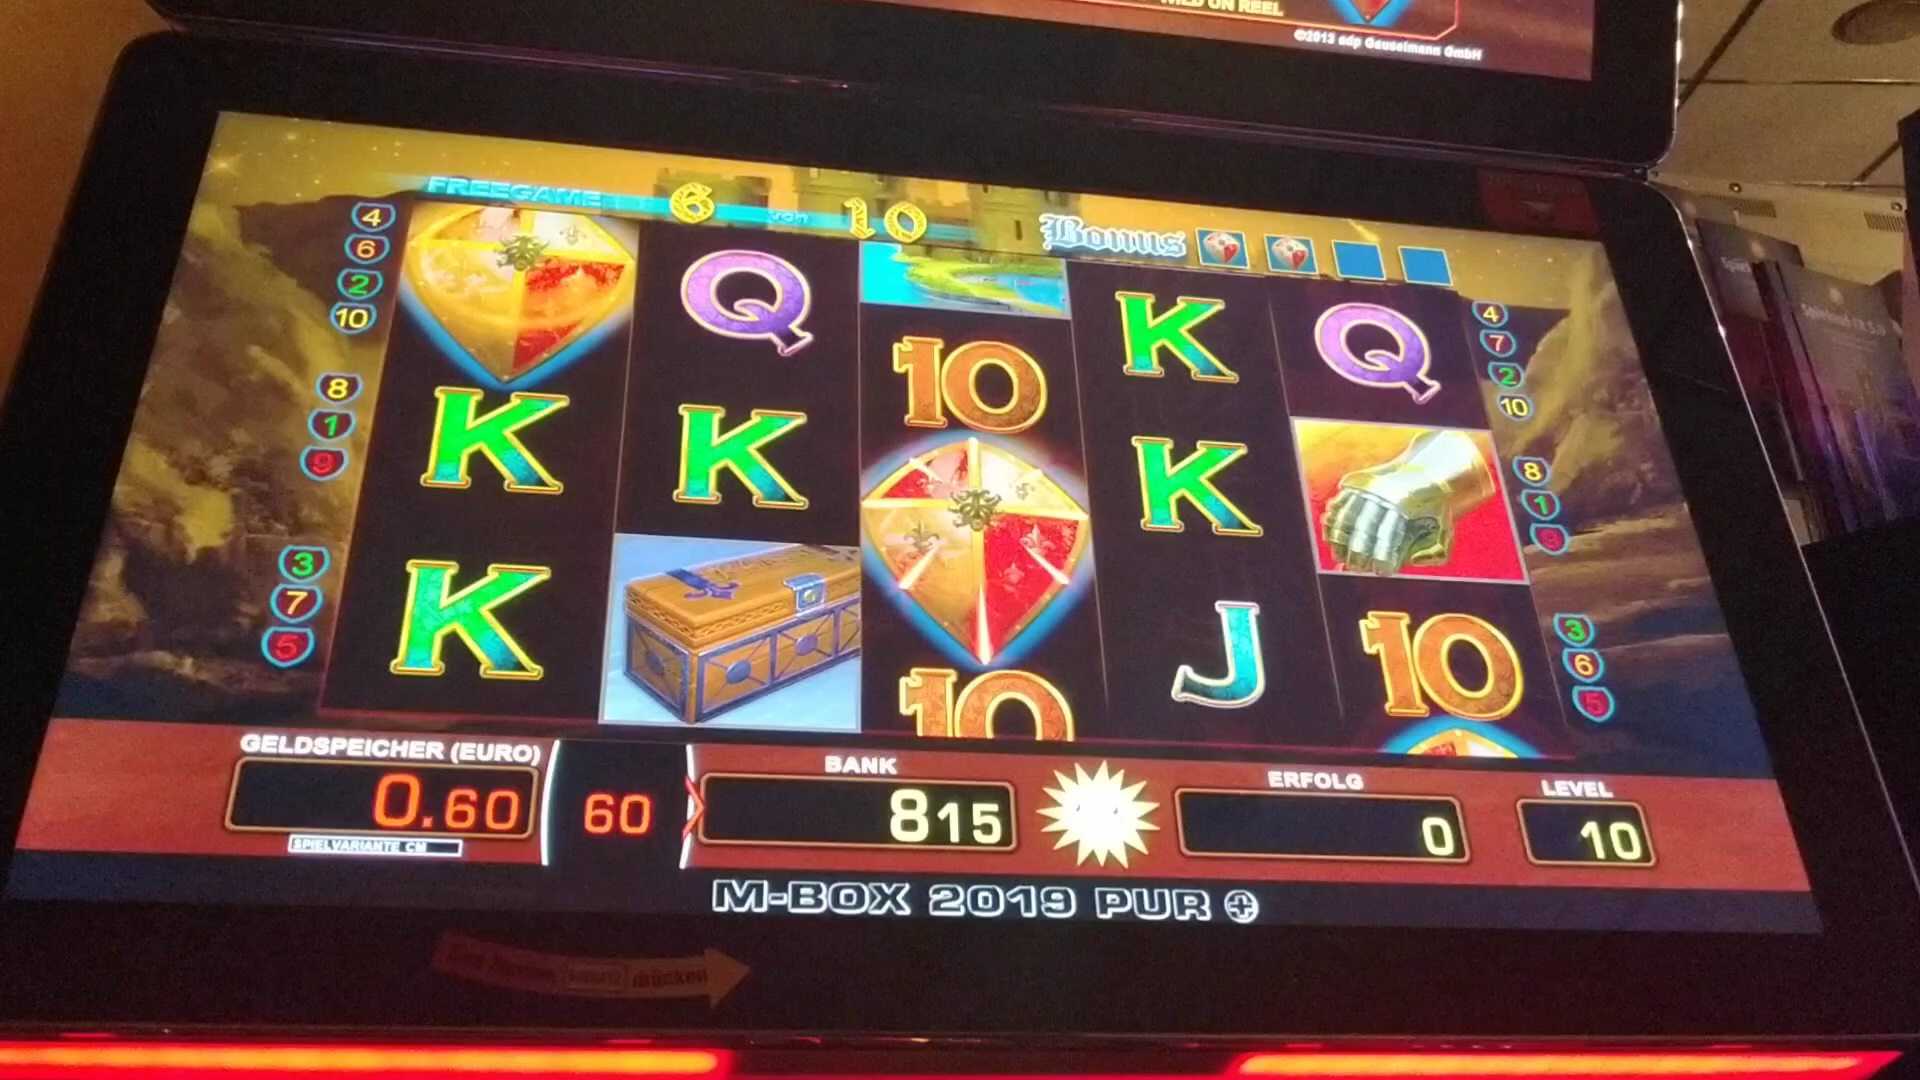 WILD ON REEL
©2013 adp Gauselmann GmbH
FREEGAME 6 von 10 Bonus
4
6
2
10
8
1
9
3
7
5
Q K Q
10
K K K
K J 10
10
4
7
2
10
8
1
9
3
6
5
GELDSPEICHER (EURO) BANK ERFOLG LEVEL
0.60 60 815 0 10
SPIELVARIANTE CM
M-BOX 2019 PUR +